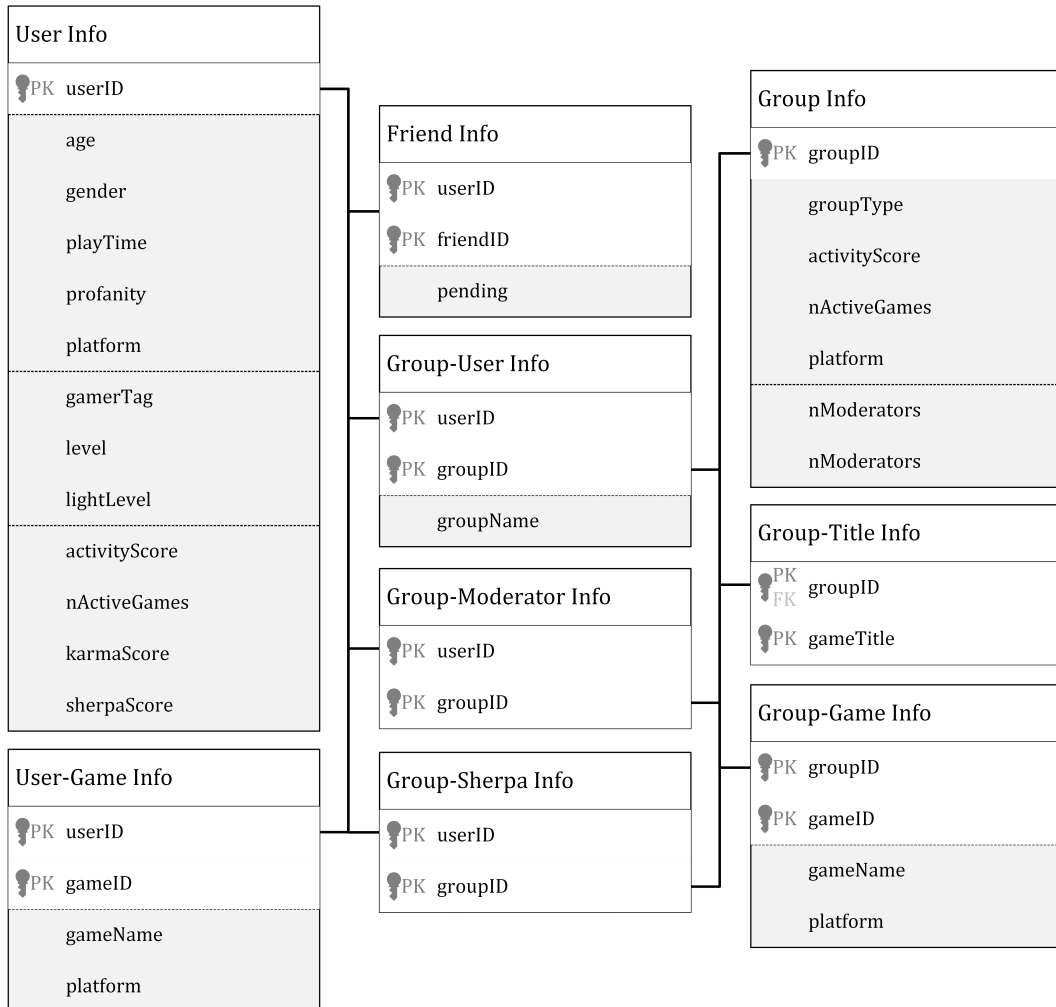 User Info
PK userID
age
gender
playTime
profanity
platform
gamerTag
level
lightLevel
activityScore
nActiveGames
karmaScore
sherpaScore
User-Game Info
PK userID
PK gameID
gameName
platform
Friend Info
PK userID
PK friendID
pending
Group-User Info
PK userID
PK groupID
groupName
Group-Moderator Info
PK userID
PK groupID
Group-Sherpa Info
PK userID
PK groupID
Group Info
PK groupID
groupType
activityScore
nActiveGames
platform
nModerators
nModerators
Group-Title Info
PK
FK groupID
PK gameTitle
Group-Game Info
PK groupID
PK gameID
gameName
platform